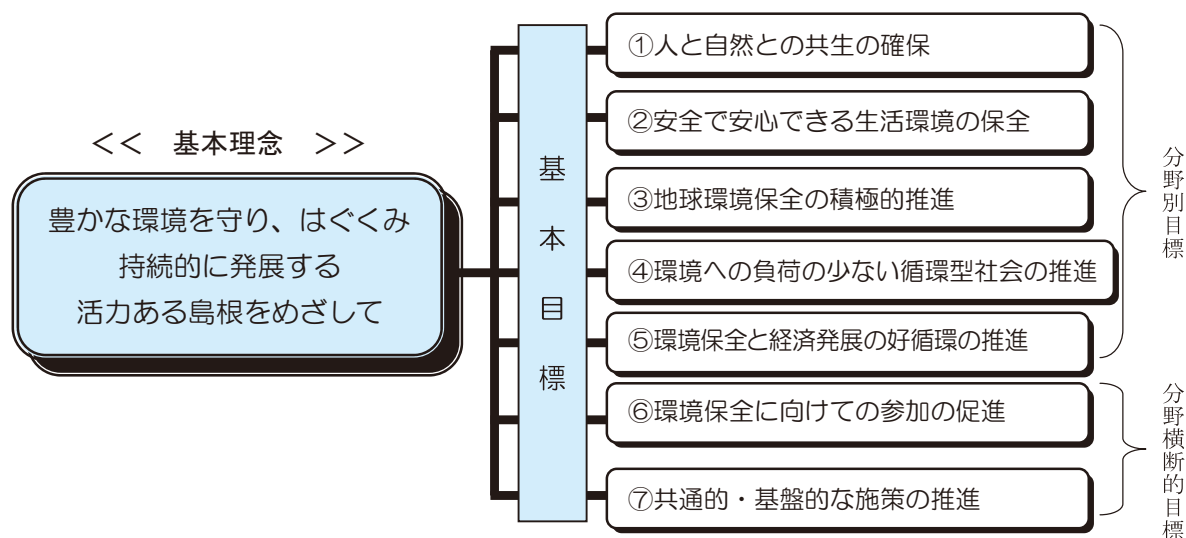 <<　基本理念　>>
豊かな環境を守り、はぐくみ
持続的に発展する
活力ある島根をめざして
基本目標
①人と自然との共生の確保
②安全で安心できる生活環境の保全
③地球環境保全の積極的推進
④環境への負荷の少ない循環型社会の推進
⑤環境保全と経済発展の好循環の推進
⑥環境保全に向けての参加の促進
⑦共通的・基盤的な施策の推進
分野別目標
分野横断的目標